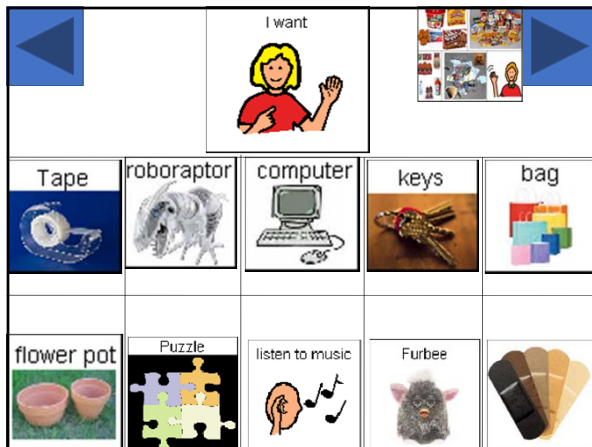 I want
Tape
roboraptor
computer
keys
bag
flower pot
Puzzle
listen to music
Furbee